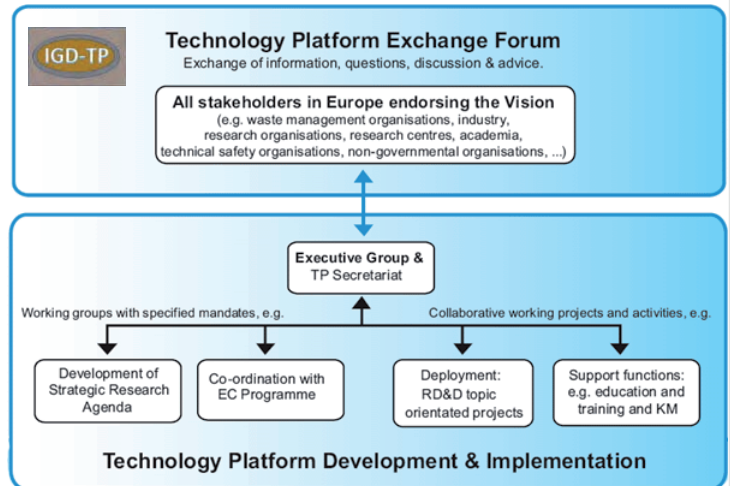 IGD-TP
Technology Platform Exchange Forum
Exchange of information, questions, discussion & advice.
All stakeholders in Europe endorsing the Vision
(e.g. waste management organisations, industry,
research organisations, research centres, academia,
technical safety organisations, non-governmental organisations, ...)
Executive Group &
TP Secretariat
Working groups with specified mandates, e.g.
Collaborative working projects and activities, e.g.
Development of
Strategic Research
Agenda
Co-ordination with
EC Programme
Deployment:
RD&D topic
orientated projects
Support functions:
e.g. education and
training and KM
Technology Platform Development & Implementation